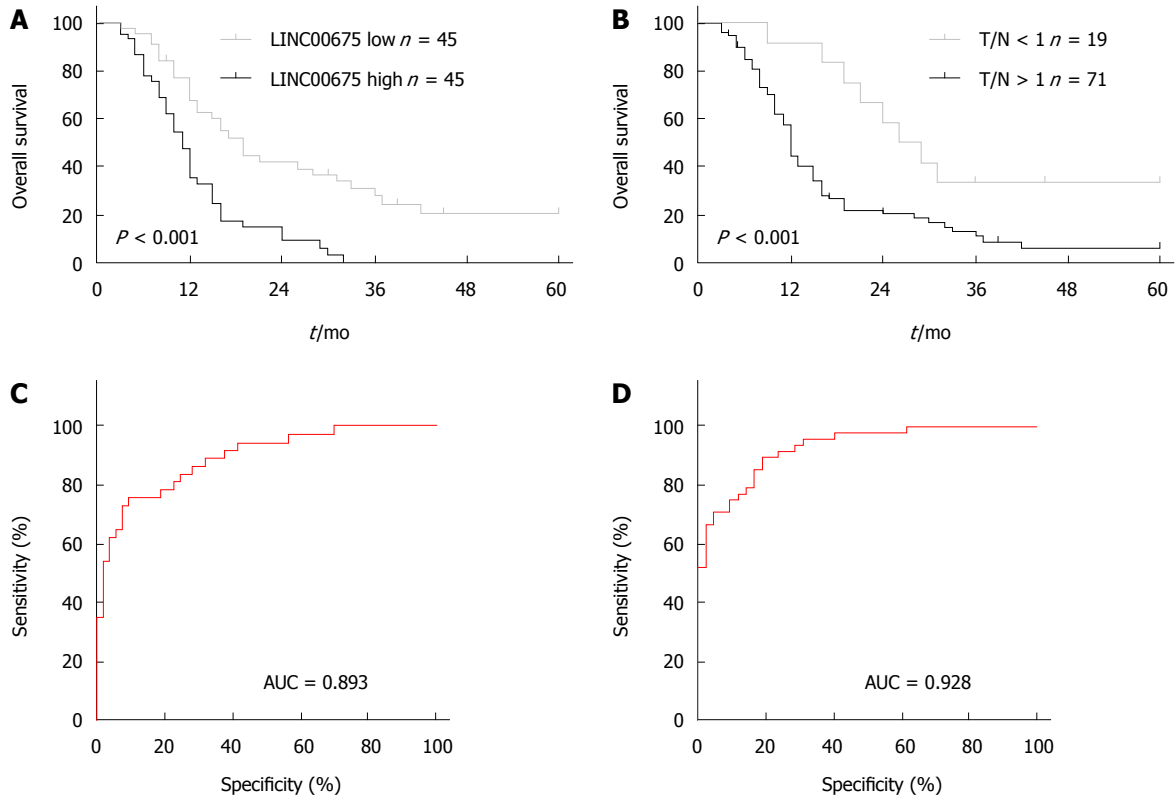 A
100
80
60
40
20
0
Overall survival
LINC00675 low n = 45
LINC00675 high n = 45
P < 0.001
0 12 24 36 48 60
t/mo
B
100
80
60
40
20
0
Overall survival
T/N < 1 n = 19
T/N > 1 n = 71
P < 0.001
0 12 24 36 48 60
t/mo
C
100
80
60
40
20
0
Sensitivity (%)
AUC = 0.893
0 20 40 60 80 100
Specificity (%)
D
100
80
60
40
20
0
Sensitivity (%)
AUC = 0.928
0 20 40 60 80 100
Specificity (%)